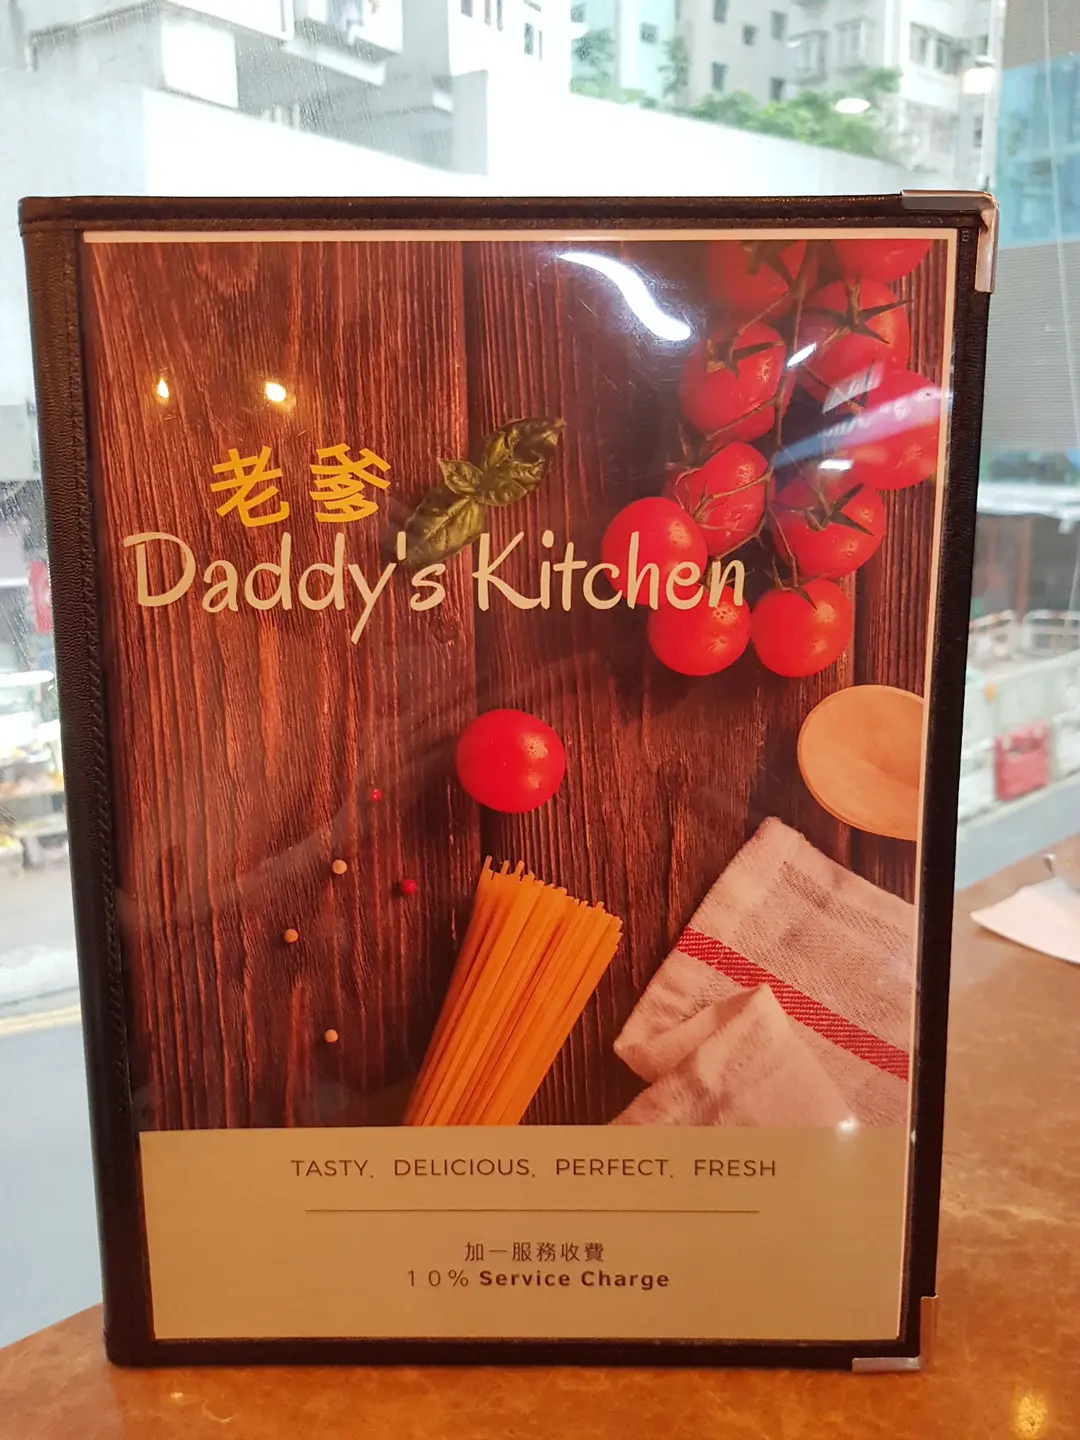 老爹
Daddy's Kitchen
TASTY, DELICIOUS, PERFECT, FRESH
加一服務收費
10% Service Charge